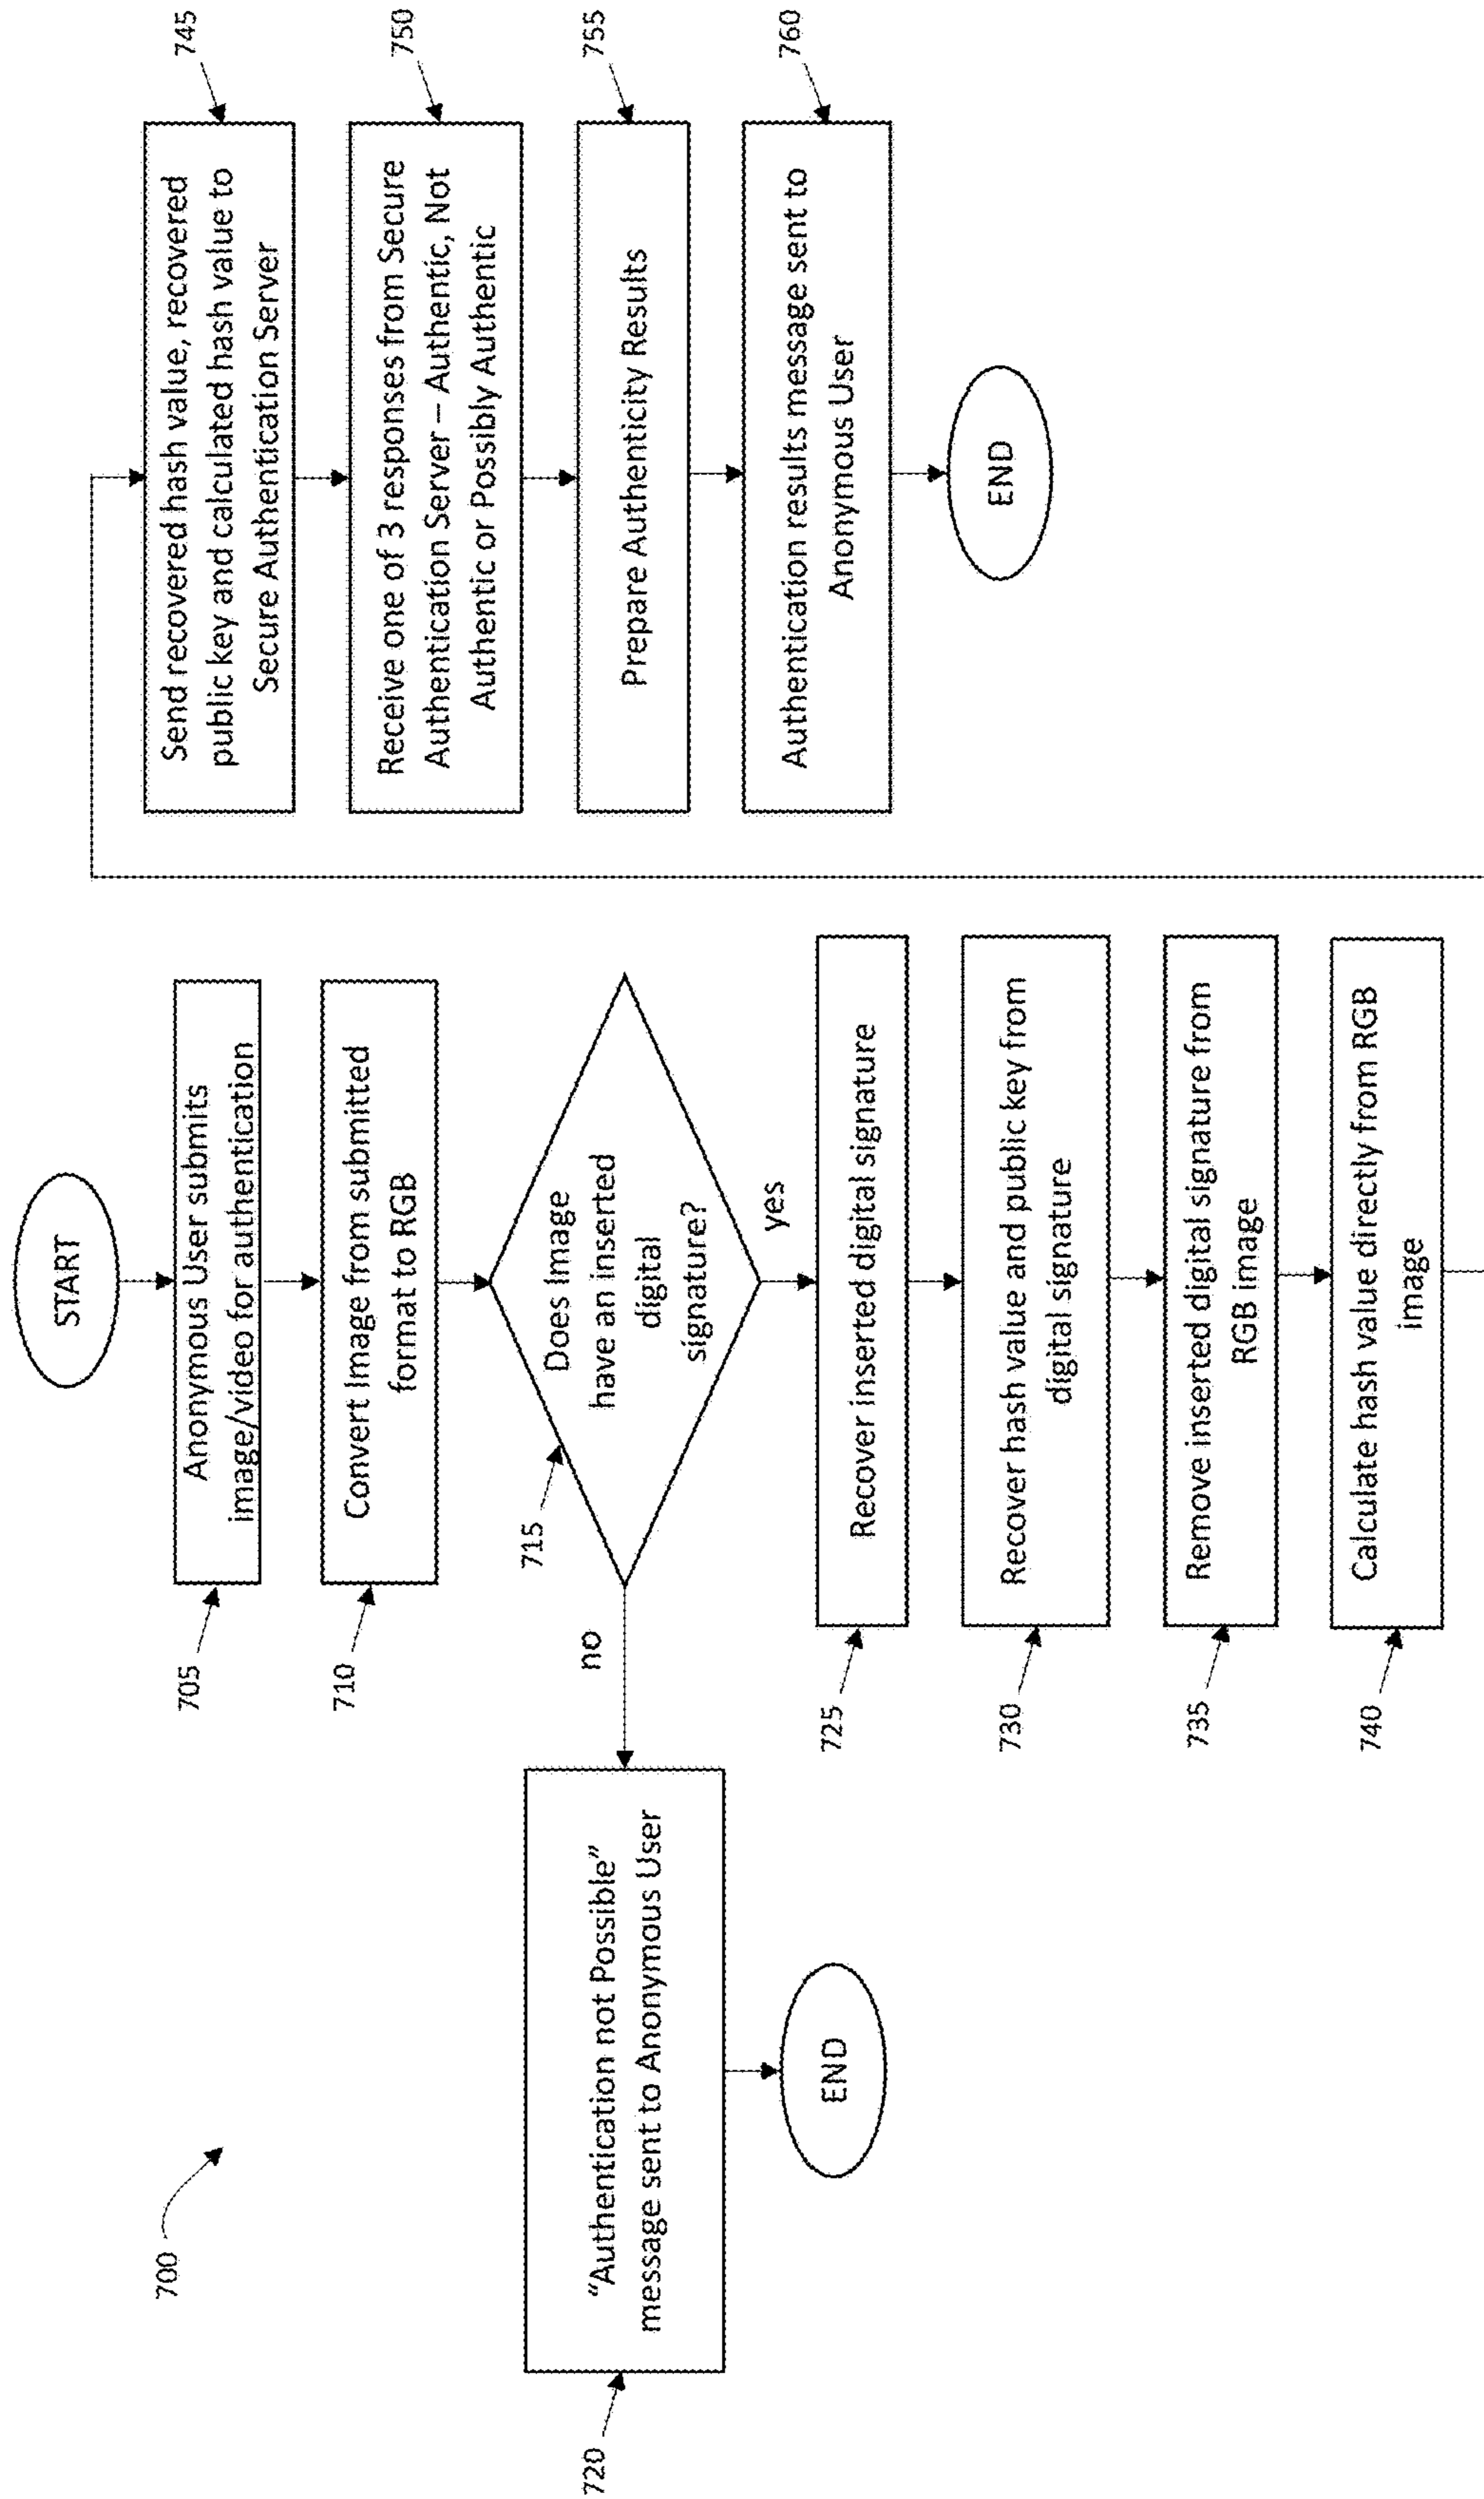 700
START
Anonymous User submits
image/video for authentication
705
Convert Image from submitted
format to RGB
710
Does Image
have an inserted
digital
signature?
715
no
"Authentication not Possible"
message sent to Anonymous User
720
END
yes
Recover inserted digital signature
725
Recover hash value and public key from
digital signature
730
Remove inserted digital signature from
RGB image
735
Calculate hash value directly from RGB
image
740
Send recovered hash value, recovered
public key and calculated hash value to
Secure Authentication Server
745
Receive one of 3 responses from Secure
Authentication Server – Authentic, Not
Authentic or Possibly Authentic
750
Prepare Authenticity Results
755
Authentication results message sent to
Anonymous User
760
END